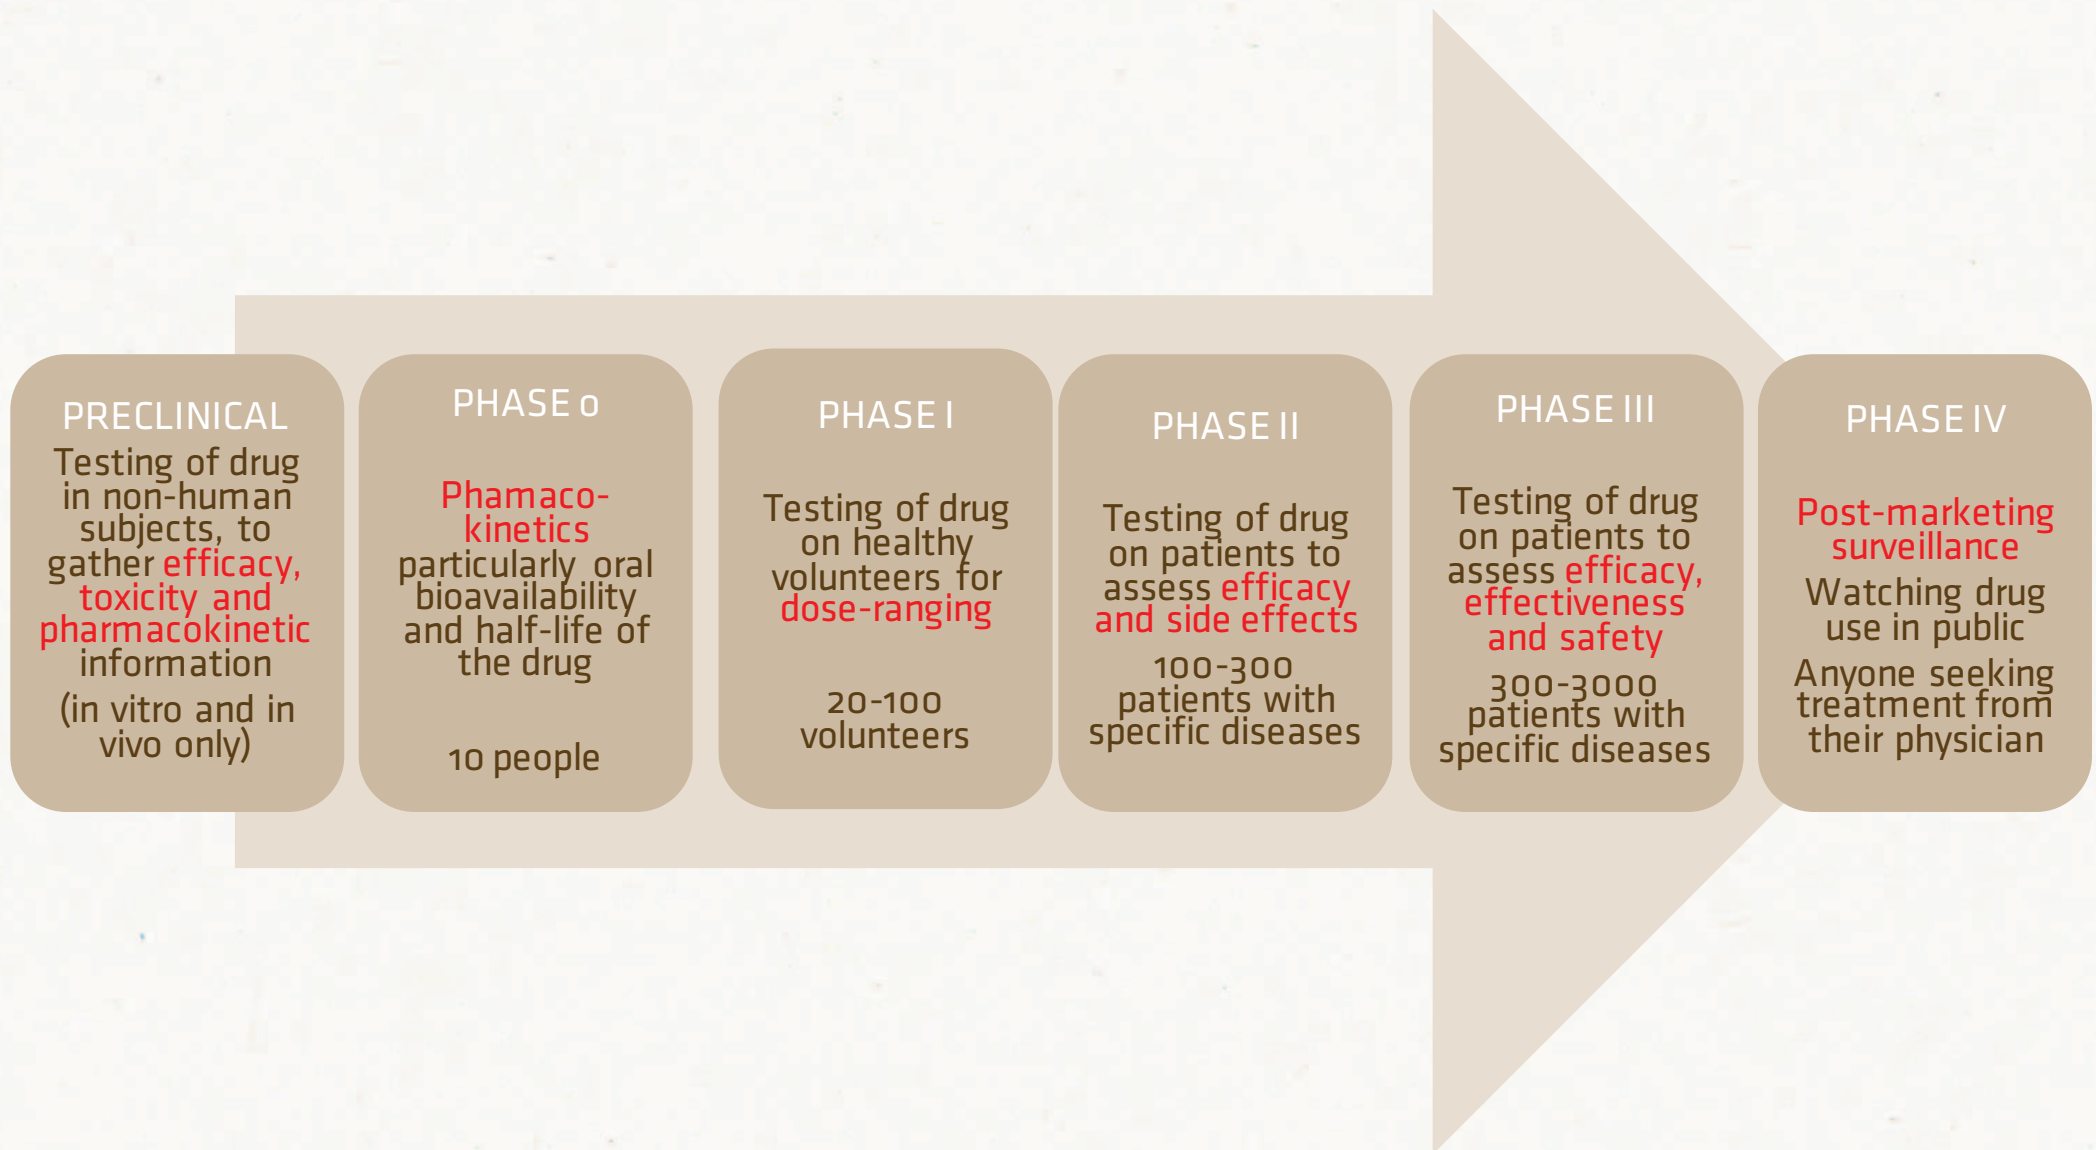 PRECLINICAL
Testing of drug
in non-human
subjects, to
gather efficacy,
toxicity and
pharmacokinetic
information
(in vitro and in
vivo only)
PHASE 0
Phamaco-
kinetics
particularly oral
bioavailability
and half-life of
the drug
10 people
PHASE I
Testing of drug
on healthy
volunteers for
dose-ranging
20-100
volunteers
PHASE II
Testing of drug
on patients to
assess efficacy
and side effects
100-300
patients with
specific diseases
PHASE III
Testing of drug
on patients to
assess efficacy,
effectiveness
and safety
300-3000
patients with
specific diseases
PHASE IV
Post-marketing
surveillance
Watching drug
use in public
Anyone seeking
treatment from
their physician